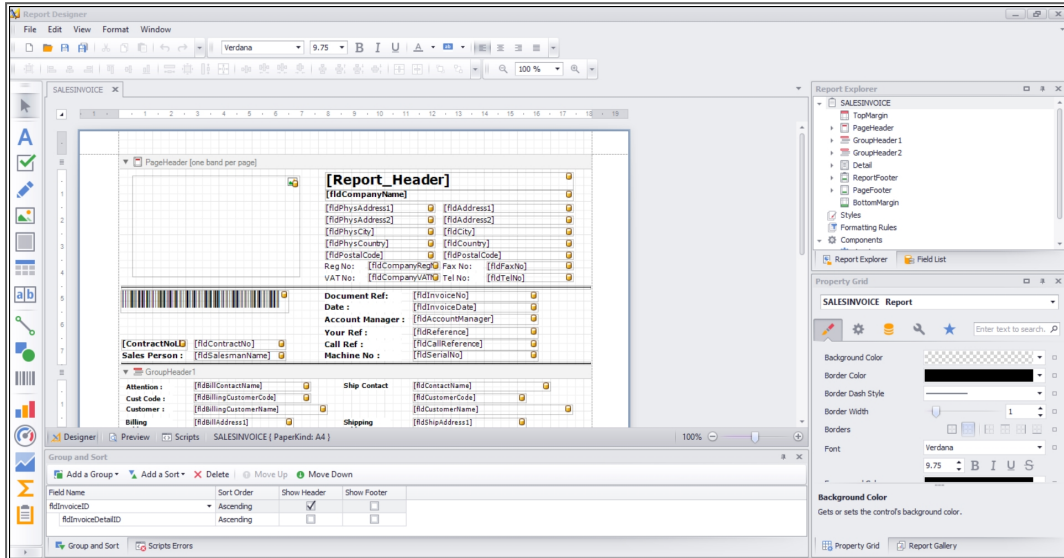 Report Designer
File Edit View Format Window
Verdana 9.75 B I U A
100 %
SALESINVOICE
PageHeader [one band per page]
[Report_Header]
[fldCompanyName]
[fldPhysAddress1] [fldAddress1]
[fldPhysAddress2] [fldAddress2]
[fldPhysCity] [fldCity]
[fldPhysCountry] [fldCountry]
[fldPostalCode] [fldPostalCode]
Reg No: [fldCompanyRegN Fax No: [fldFaxNo]
VAT No: [fldCompanyVATN Tel No: [fldTelNo]
Document Ref: [fldInvoiceNo]
Date : [fldInvoiceDate]
Account Manager : [fldAccountManager]
Your Ref : [fldReference]
[ContractNoL [fldContractNo] Call Ref : [fldCallReference]
Sales Person : [fldSalesmanName] Machine No : [fldSerialNo]
GroupHeader1
Attention : [fldBillContactName] Ship Contact [fldContactName]
Cust Code : [fldBillingCustomerCode] [fldCustomerCode]
Customer : [fldBillingCustomerName] [fldCustomerName]
Billing [fldBillAddress1] Shipping [fldShipAddress1]
Designer Preview Scripts SALESINVOICE { PaperKind: A4 } 100%
Group and Sort
Add a Group Add a Sort Delete Move Up Move Down
Field Name Sort Order Show Header Show Footer
fldInvoiceID Ascending
fldInvoiceDetailID Ascending
Group and Sort Scripts Errors
Report Explorer
SALESINVOICE
TopMargin
PageHeader
GroupHeader1
GroupHeader2
Detail
ReportFooter
PageFooter
BottomMargin
Styles
Formatting Rules
Components
Report Explorer Field List
Property Grid
SALESINVOICE Report
Enter text to search.
Background Color
Border Color
Border Dash Style
Border Width 1
Borders
Font Verdana
9.75 B I U S
Background Color
Gets or sets the control's background color.
Property Grid Report Gallery